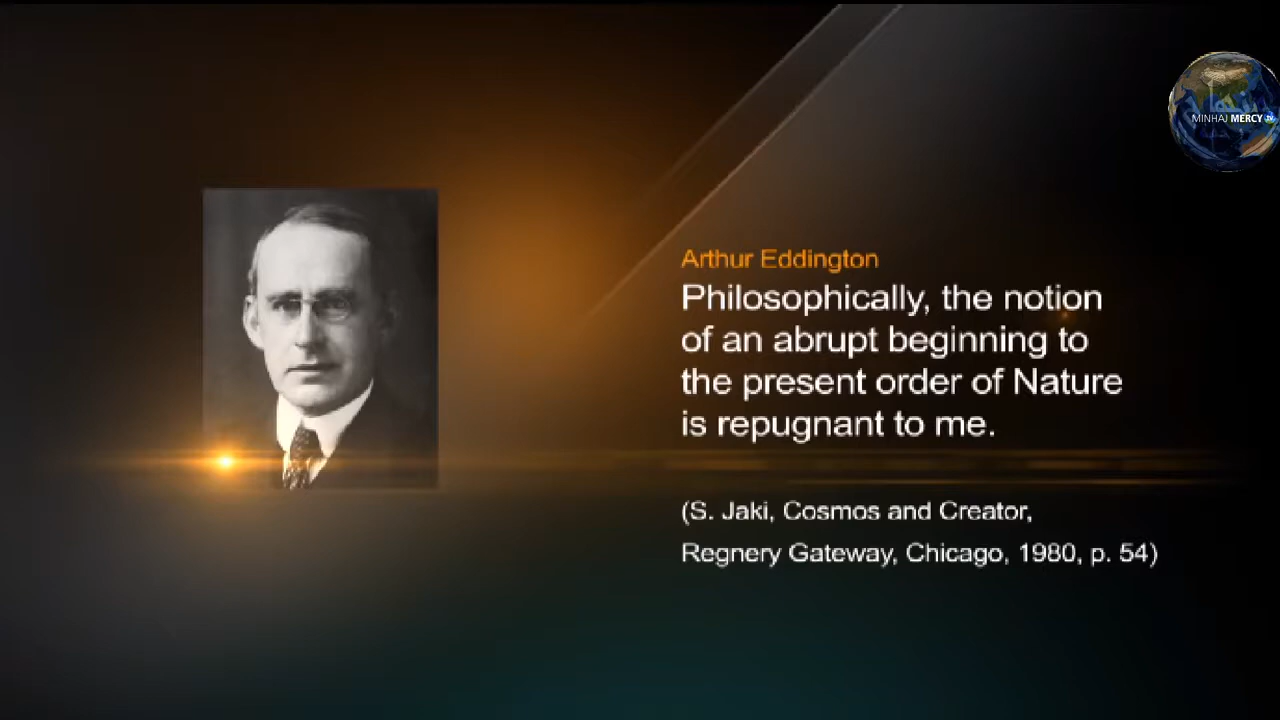 MINHAJ MERCY .tv
Arthur Eddington
Philosophically, the notion
of an abrupt beginning to
the present order of Nature
is repugnant to me.
(S. Jaki, Cosmos and Creator,
Regnery Gateway, Chicago, 1980, p. 54)